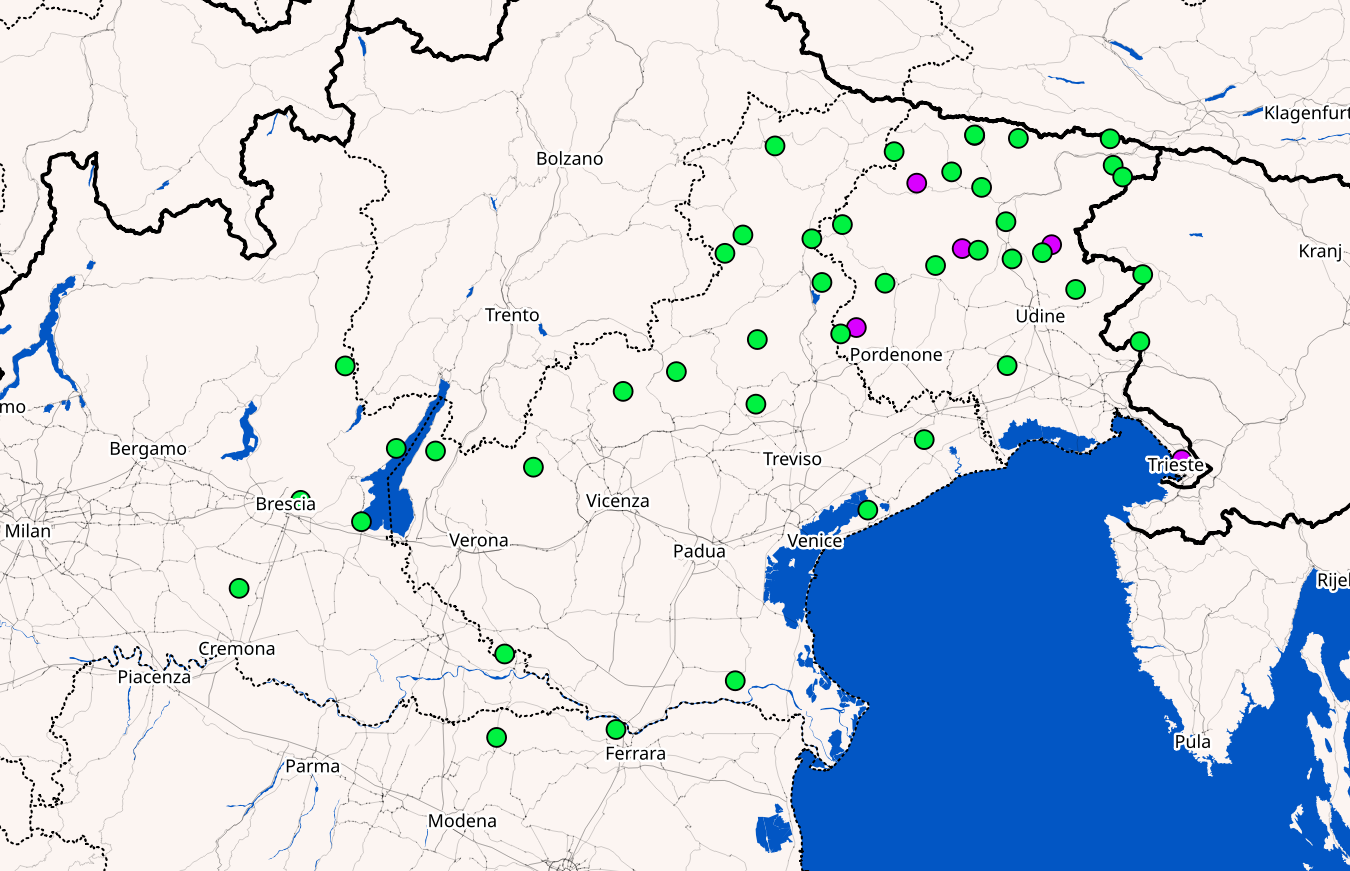 Klagenfurt
Bolzano
Kranj
Trento
Udine
Pordenone
mo
Bergamo
Treviso
Trieste
Brescia
Vicenza
Milan
Verona
Venice
Padua
Rijel
Cremona
Piacenza
Pula
Ferrara
Parma
Modena